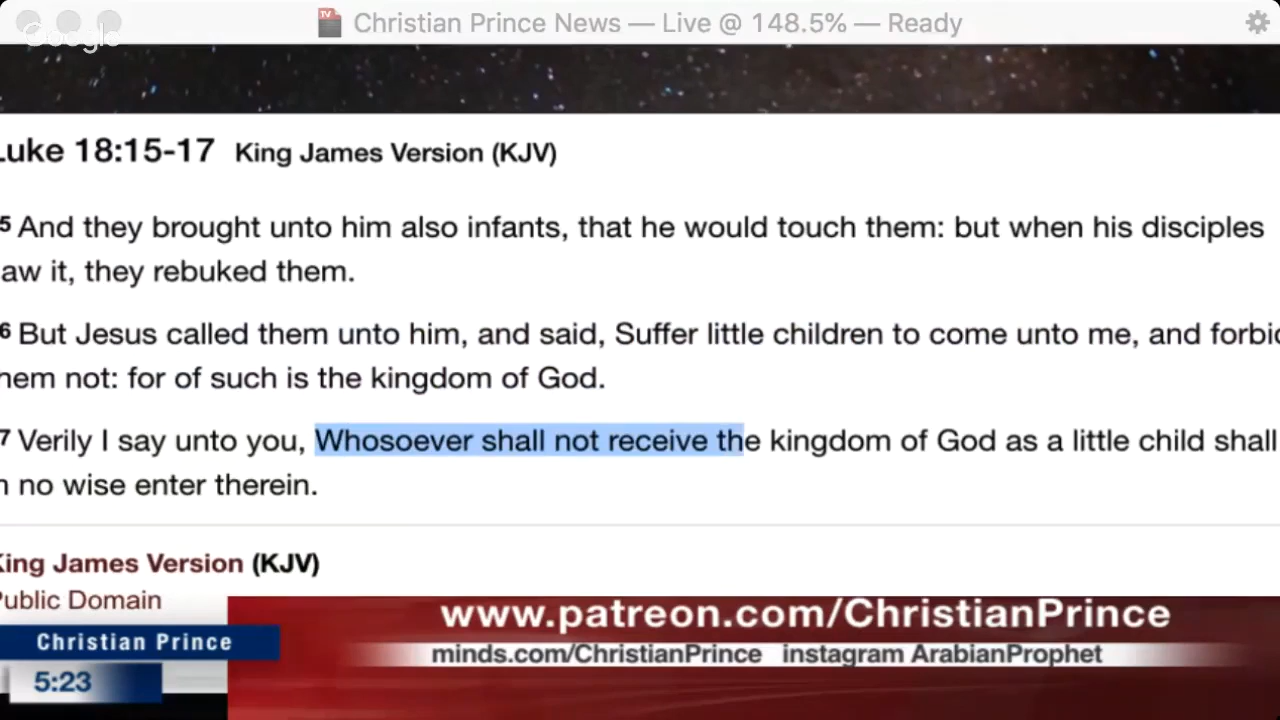 Google
TV
Christian Prince News — Live @ 148.5% — Ready
Luke 18:15-17 King James Version (KJV)
5 And they brought unto him also infants, that he would touch them: but when his disciples
aw it, they rebuked them.
6 But Jesus called them unto him, and said, Suffer little children to come unto me, and forbid
hem not: for of such is the kingdom of God.
7 Verily I say unto you, Whosoever shall not receive the kingdom of God as a little child shall
n no wise enter therein.
King James Version (KJV)
Public Domain
www.patreon.com/ChristianPrince
Christian Prince
minds.com/ChristianPrince instagram ArabianProphet
5:23